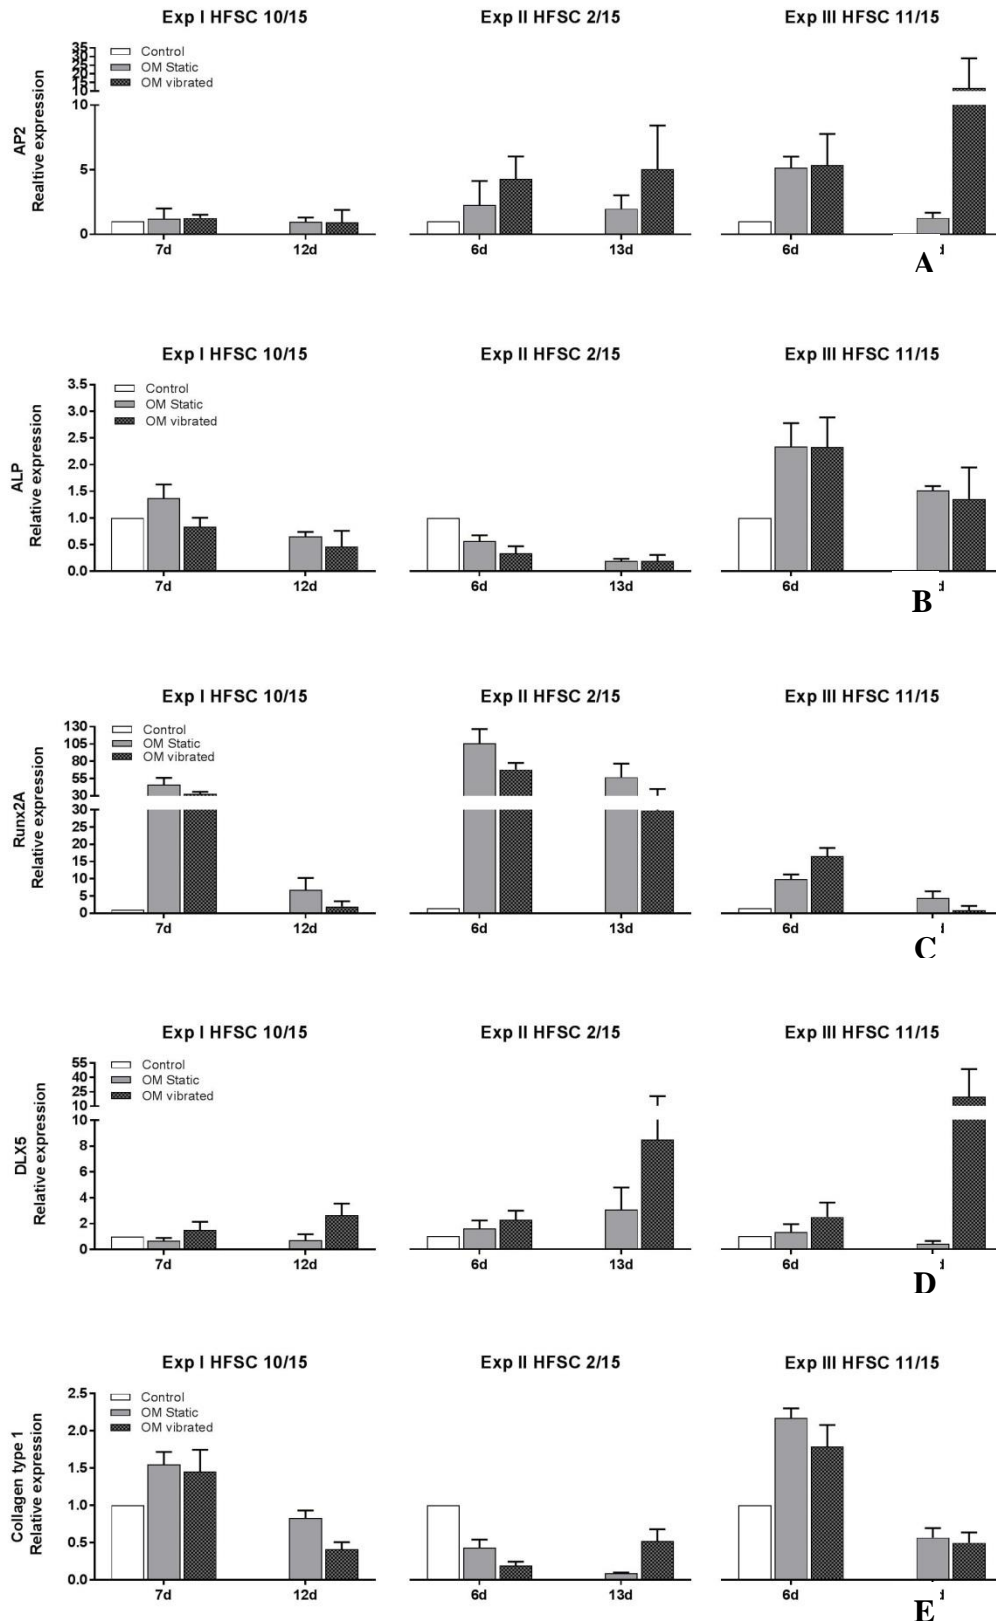 Exp I HFSC 10/15 Exp II HFSC 2/15 Exp III HFSC 11/15
AP2
Realtive expression
35
30
25
20
15
10
10
5
0
Control
OM Static
OM vibrated
7d 12d 6d 13d 6d
A
Exp I HFSC 10/15 Exp II HFSC 2/15 Exp III HFSC 11/15
ALP
Relative expression
3.5
3.0
2.5
2.0
1.5
1.0
0.5
0.0
Control
OM Static
OM vibrated
7d 12d 6d 13d 6d
B
Exp I HFSC 10/15 Exp II HFSC 2/15 Exp III HFSC 11/15
Runx2A
Relative expression
130
105
80
55
30
30
25
20
15
10
5
0
Control
OM Static
OM vibrated
7d 12d 6d 13d 6d
C
Exp I HFSC 10/15 Exp II HFSC 2/15 Exp III HFSC 11/15
DLX5
Relative expression
55
40
25
10
10
8
6
4
2
0
Control
OM Static
OM vibrated
7d 12d 6d 13d 6d
D
Exp I HFSC 10/15 Exp II HFSC 2/15 Exp III HFSC 11/15
Collagen type 1
Relative expression
2.5
2.0
1.5
1.0
0.5
0.0
Control
OM Static
OM vibrated
7d 12d 6d 13d 6d
E